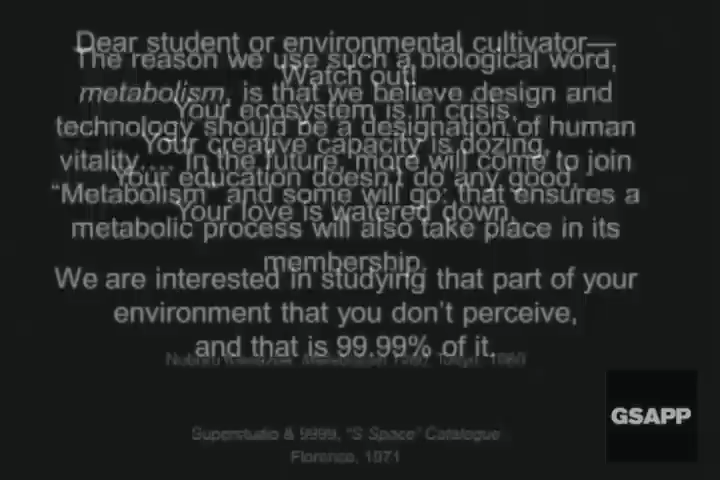 Dear student or environmental cultivator—
The reason we use such a biological word,
Watch out!
metabolism, is that we believe design and
Your ecosystem is in crisis.
technology should be a designation of human
Your creative capacity is dozing.
vitality.... In the future, more will come to join
Your education doesn't do any good.
“Metabolism” and some will go: that ensures a
Your love is watered down.
metabolic process will also take place in its
membership.
We are interested in studying that part of your
environment that you don't perceive,
and that is 99.99% of it.
1960
Superstudio & 9999, “S Space” Catalogue
Florence, 1971
GSAPP